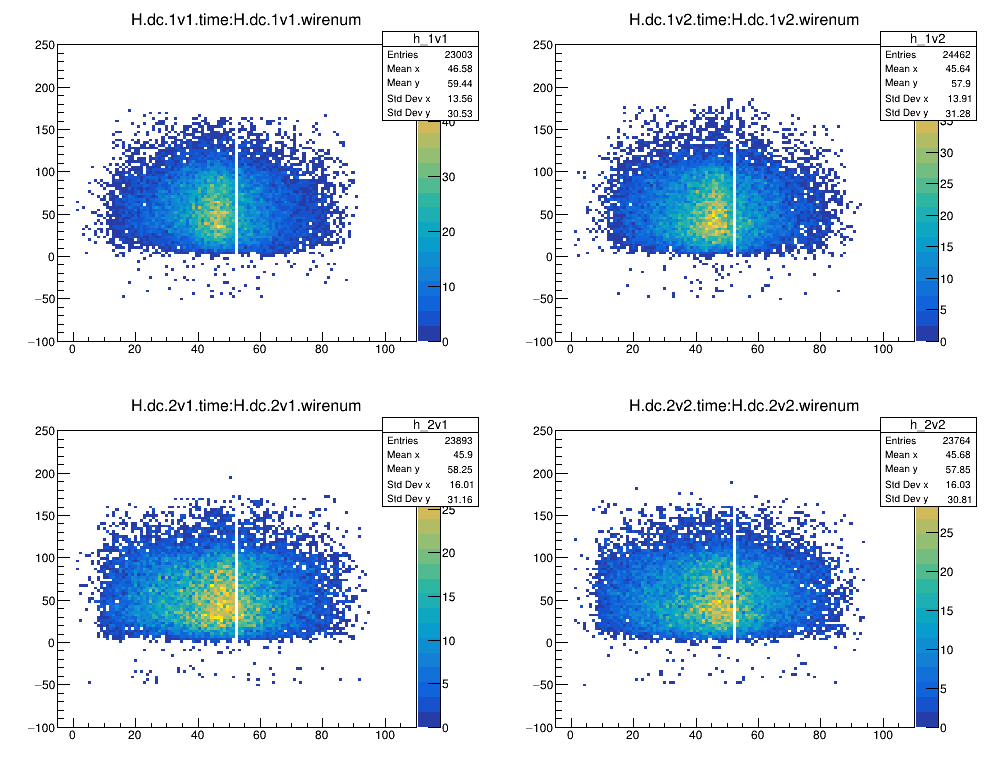 H.dc.1v1.time:H.dc.1v1.wirenum
h_1v1
Entries 23003
Mean x 46.58
Mean y 59.44
Std Dev x 13.56
Std Dev y 30.53
250
200
150
100
50
0
−50
−100
0 20 40 60 80 100
40
30
20
10
0
H.dc.1v2.time:H.dc.1v2.wirenum
h_1v2
Entries 24462
Mean x 45.64
Mean y 57.9
Std Dev x 13.91
Std Dev y 31.28
250
200
150
100
50
0
−50
−100
0 20 40 60 80 100
35
30
25
20
15
10
5
0
H.dc.2v1.time:H.dc.2v1.wirenum
h_2v1
Entries 23893
Mean x 45.9
Mean y 58.25
Std Dev x 16.01
Std Dev y 31.16
250
200
150
100
50
0
−50
−100
0 20 40 60 80 100
25
20
15
10
5
0
H.dc.2v2.time:H.dc.2v2.wirenum
h_2v2
Entries 23764
Mean x 45.68
Mean y 57.85
Std Dev x 16.03
Std Dev y 30.81
250
200
150
100
50
0
−50
−100
0 20 40 60 80 100
25
20
15
10
5
0